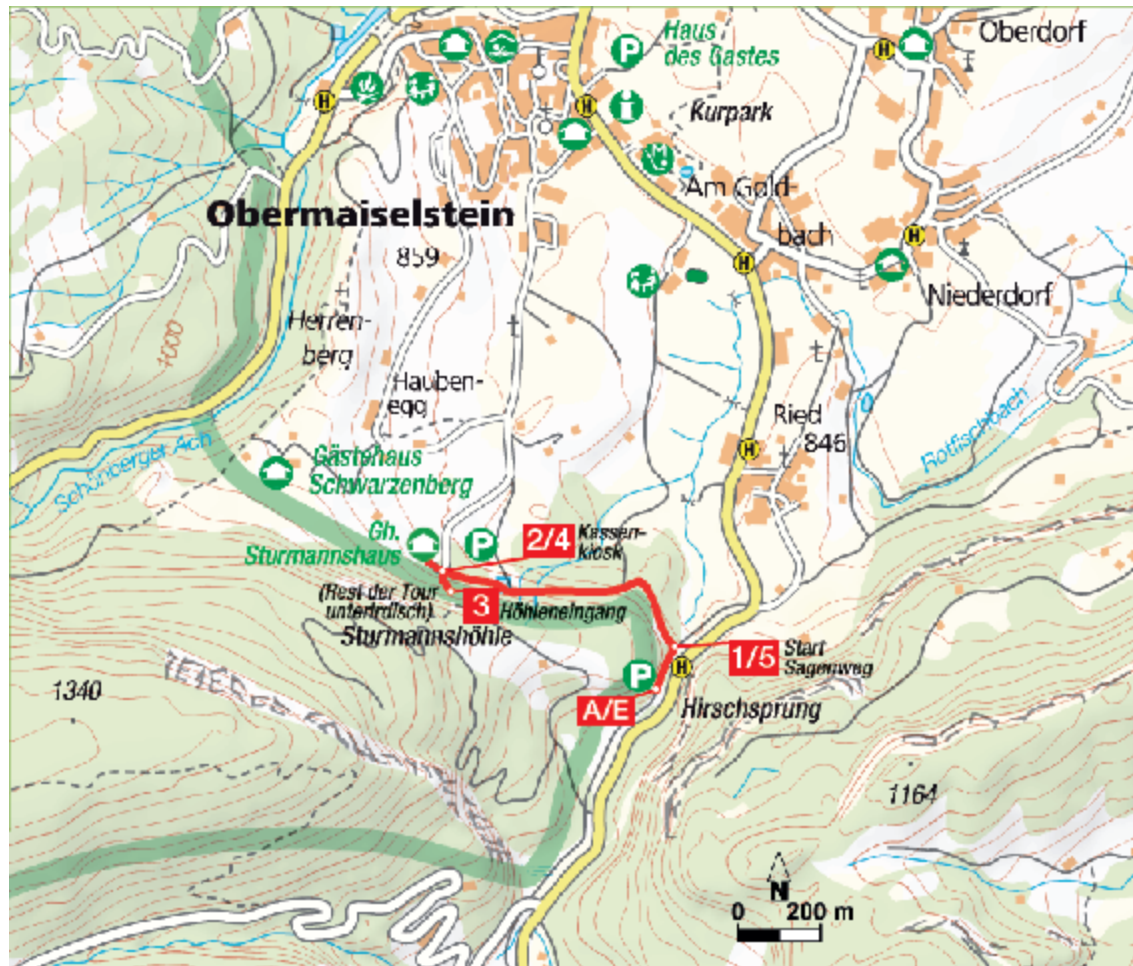 Oberdorf
Haus
des Gastes
P
H
H
H
i
Kurpark
Am Gold-
bach
Obermaiselstein
859
H
H
Niederdorf
Herren-
berg
1000
Hauben-
egg
Ried
846
H
Rotfischbach
Schönberger Ach
Gästehaus
Schwarzenberg
Gh.
Sturmannshaus
P
2/4
Kassen-
kiosk
(Rest der Tour
unterirdisch)
3
Höhleneingang
Sturmannshöhle
1/5
Start
Sagenweg
P
H
A/E
Hirschsprung
1340
1164
N
0 200 m